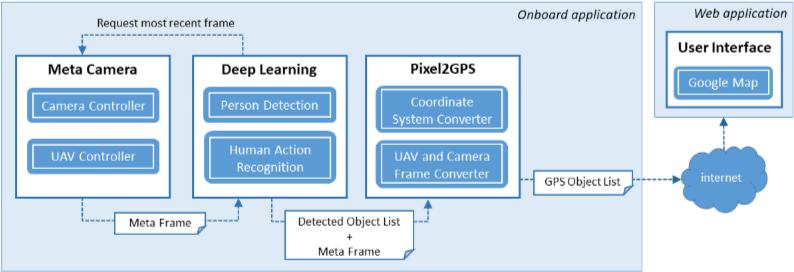 Onboard application
Web application
Request most recent frame
Meta Camera
Camera Controller
UAV Controller
Deep Learning
Person Detection
Human Action
Recognition
Pixel2GPS
Coordinate
System Converter
UAV and Camera
Frame Converter
User Interface
Google Map
Meta Frame
Detected Object List
+
Meta Frame
GPS Object List
internet